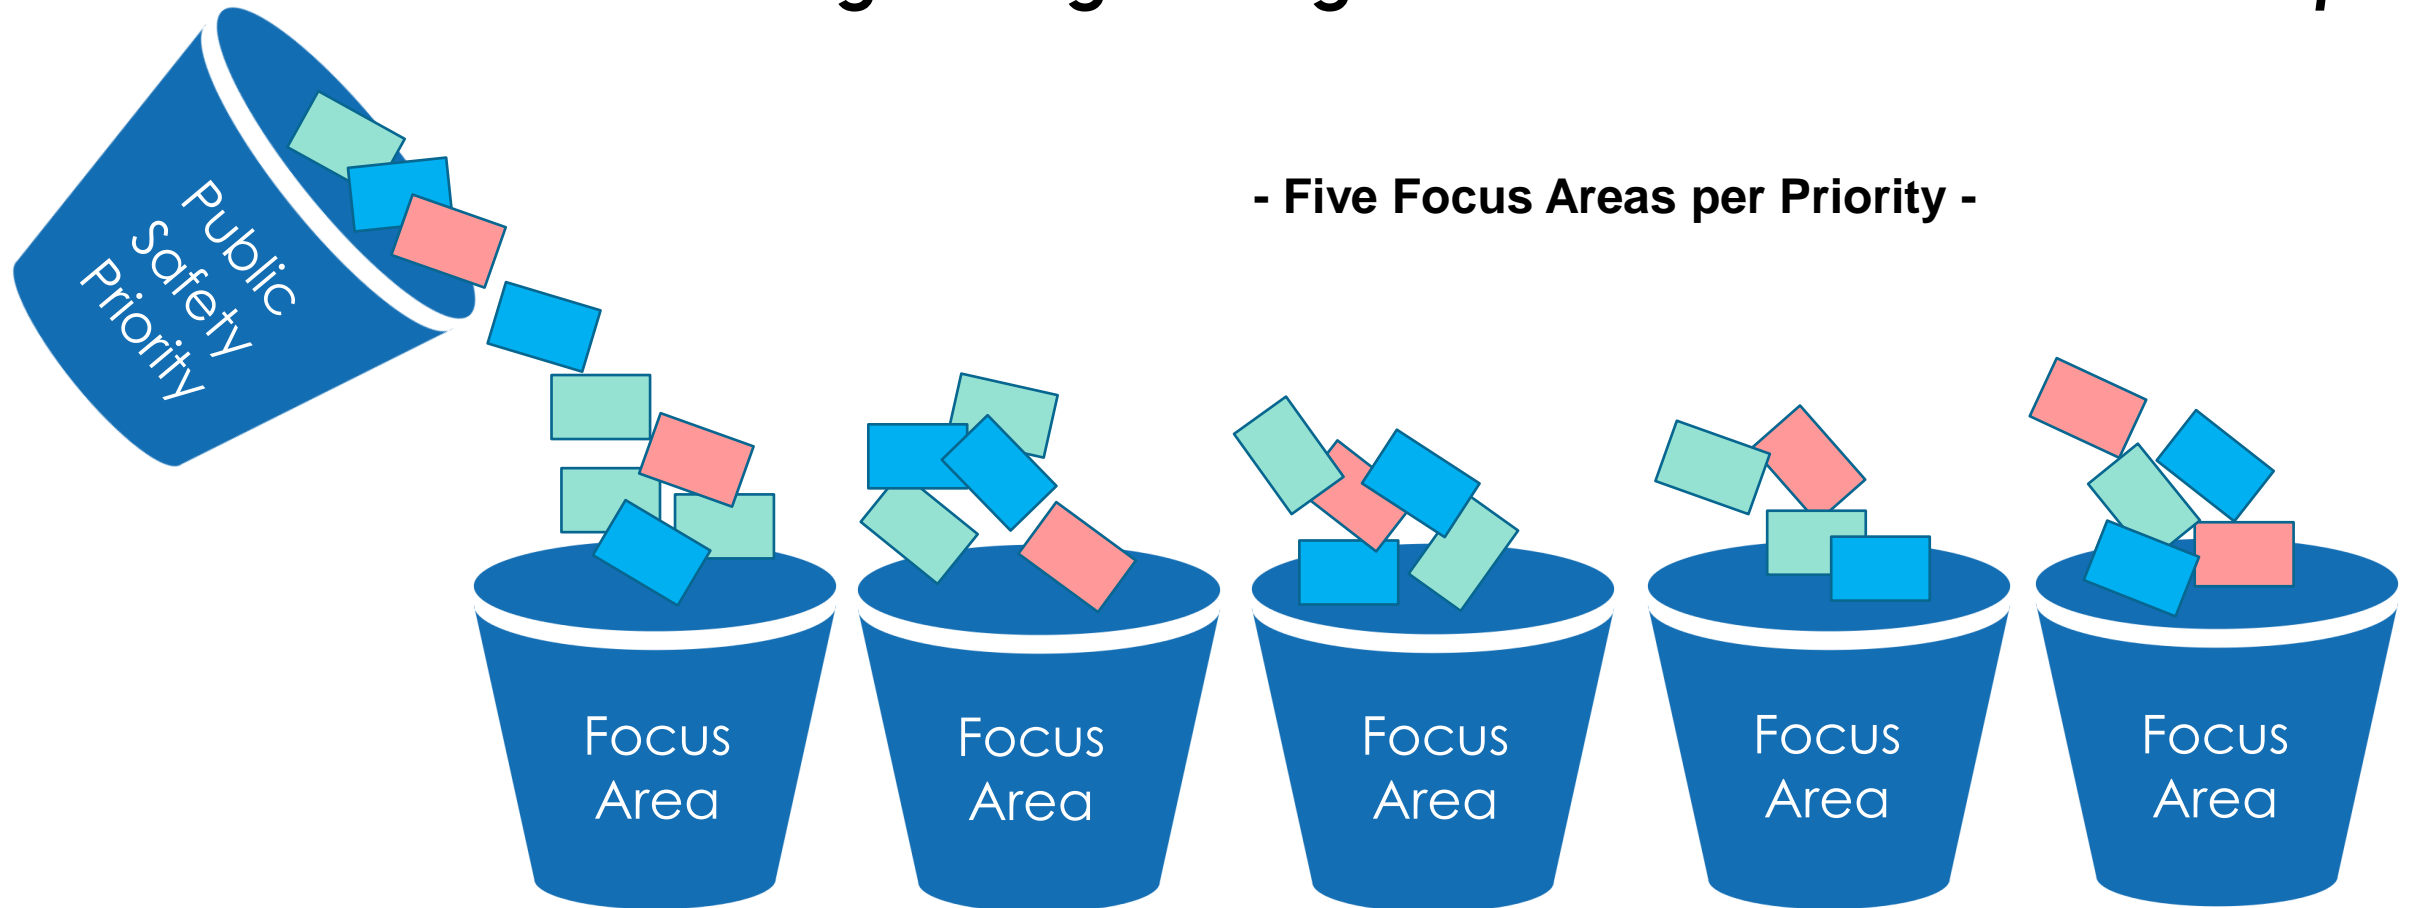 - Five Focus Areas per Priority -
Public
Safety
Priority
Focus
Area
Focus
Area
Focus
Area
Focus
Area
Focus
Area